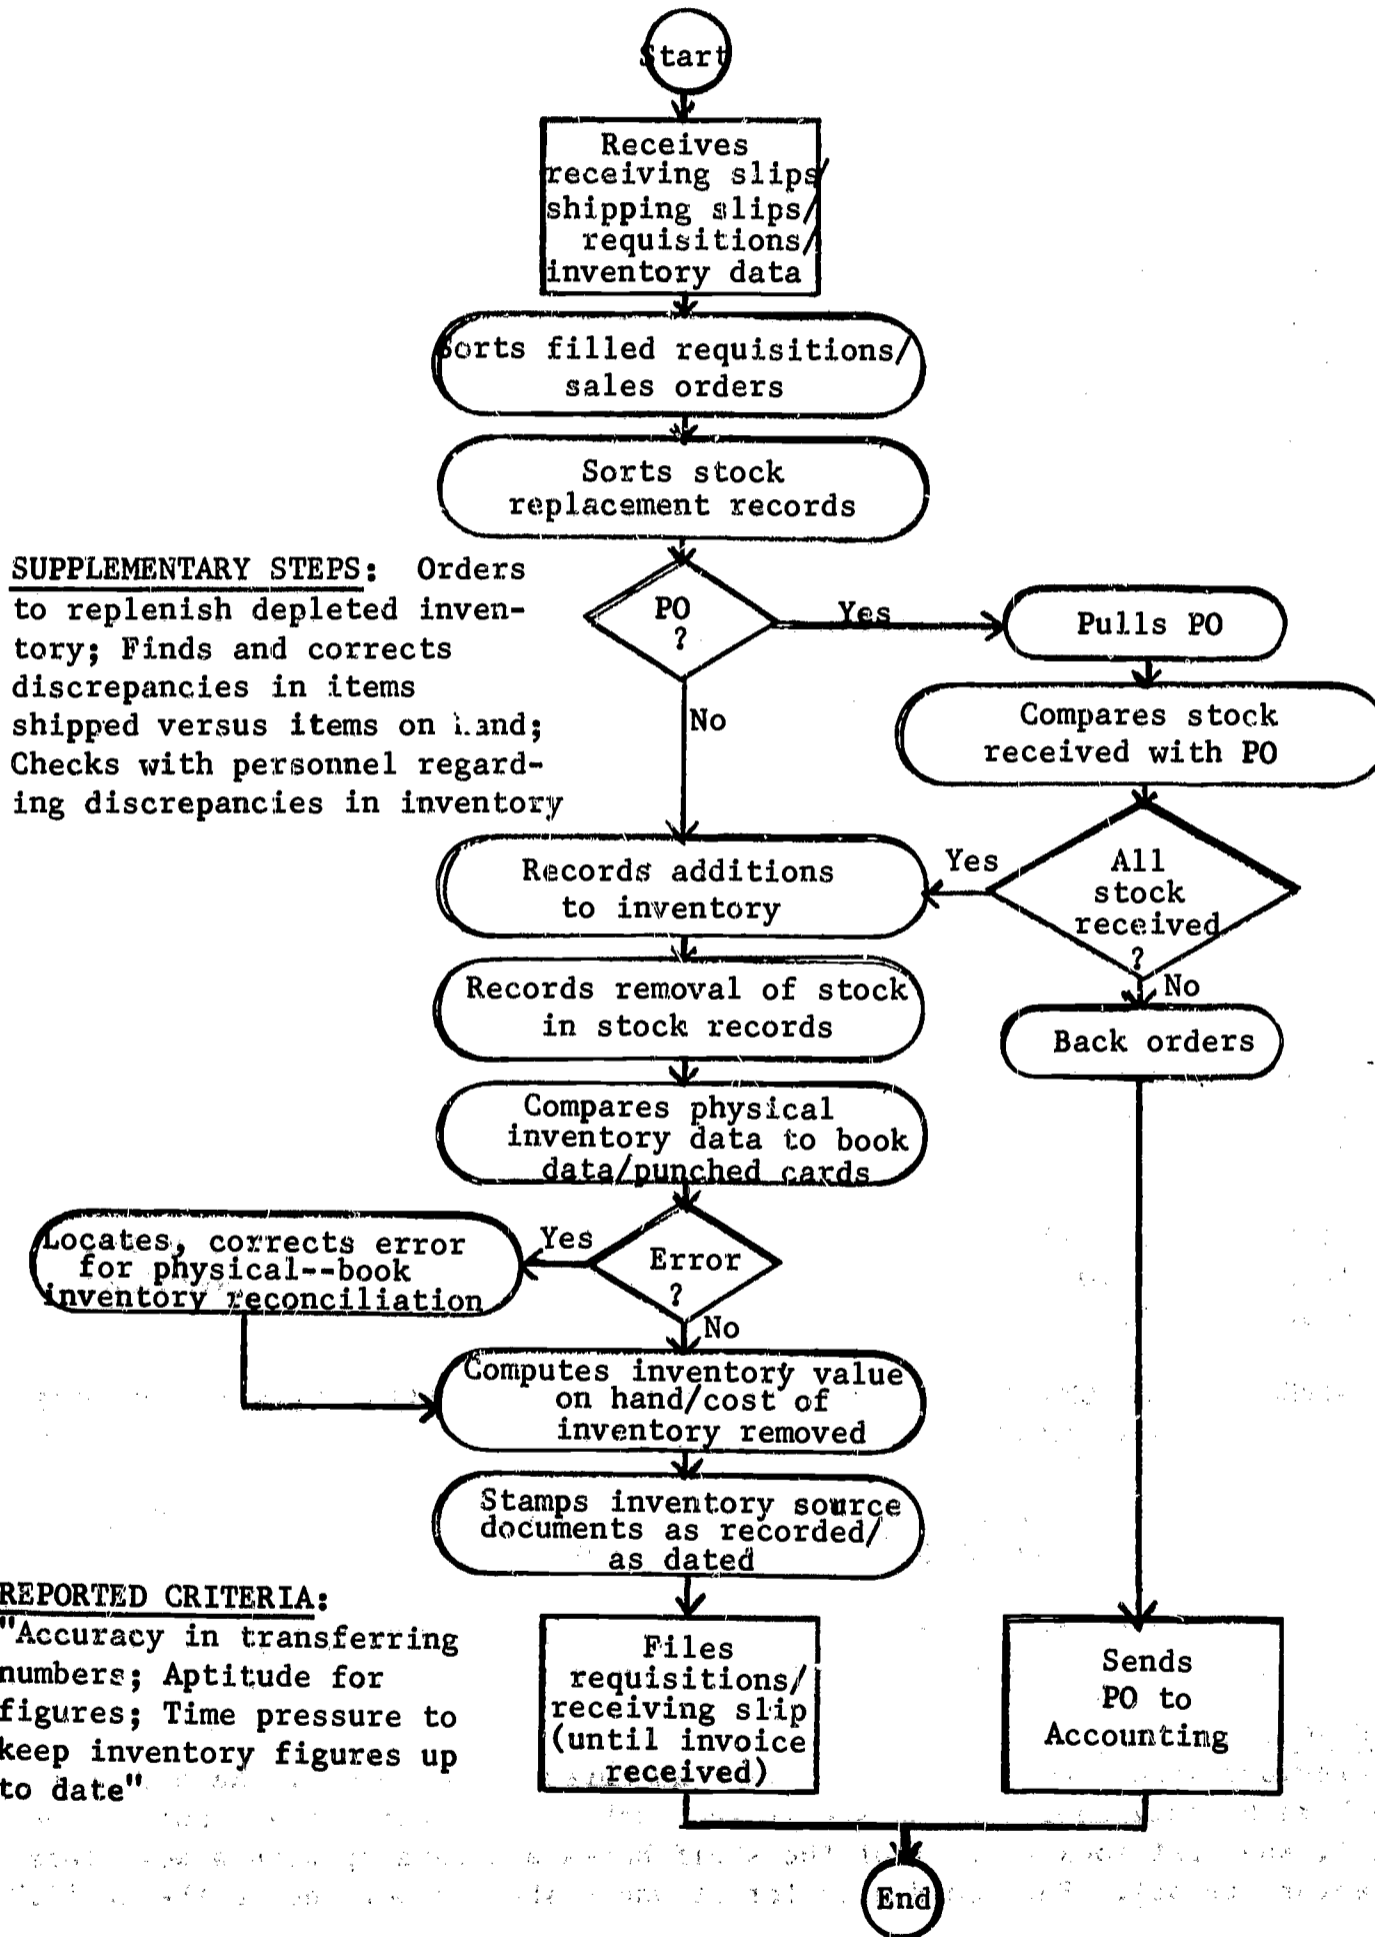 Start
Receives
receiving slips/
shipping slips/
requisitions/
inventory data
Sorts filled requisitions/
sales orders
Sorts stock
replacement records
SUPPLEMENTARY STEPS: Orders
to replenish depleted inven-
tory; Finds and corrects
discrepancies in items
shipped versus items on hand;
Checks with personnel regard-
ing discrepancies in inventory
PO
?
Yes
No
Pulls PO
Compares stock
received with PO
All
stock
received
?
Yes
No
Back orders
Records additions
to inventory
Records removal of stock
in stock records
Compares physical
inventory data to book
data/punched cards
Error
?
Yes
No
Locates, corrects error
for physical--book
inventory reconciliation
Computes inventory value
on hand/cost of
inventory removed
Stamps inventory source
documents as recorded/
as dated
REPORTED CRITERIA:
"Accuracy in transferring
numbers; Aptitude for
figures; Time pressure to
keep inventory figures up
to date"
Files
requisitions/
receiving slip
(until invoice
received)
Sends
PO to
Accounting
End